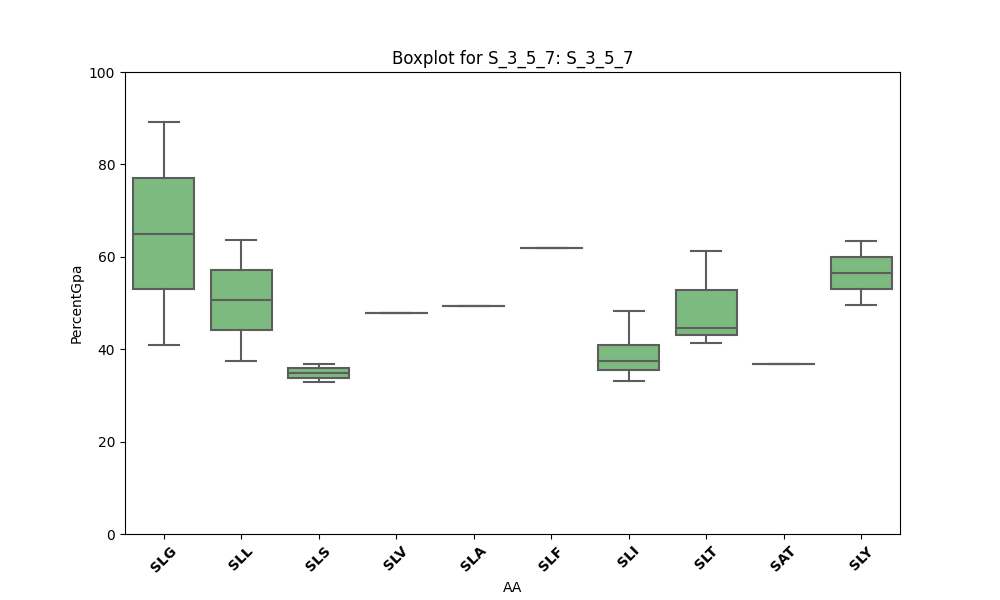 Boxplot for S_3_5_7: S_3_5_7
100
80
60
40
20
0
PercentGpa
SLG SLL SLS SLV SLA SLF SLI SLT SAT SLY
AA